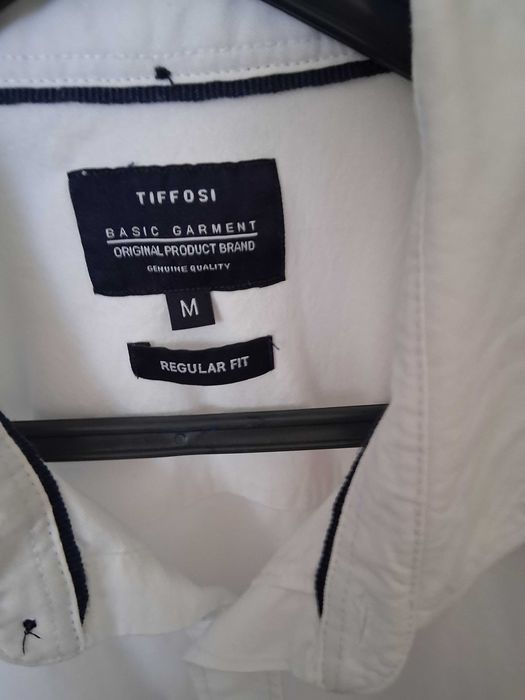 TIFFOSI
BASIC GARMENT
ORIGINAL PRODUCT BRAND
GENUINE QUALITY
M
REGULAR FIT